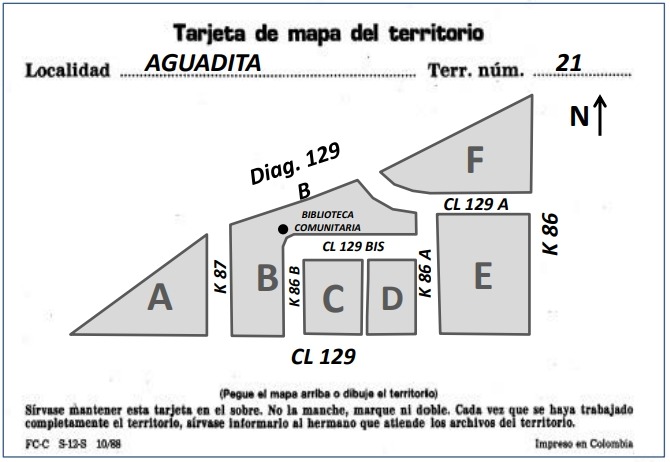 Tarjeta de mapa del territorio
Localidad AGUADITA Terr. núm. 21
N
Diag. 129
B
F
BIBLIOTECA
COMUNITARIA
CL 129 A
K 86
CL 129 BIS
K 87
K 86 B
K 86 A
A
B
C
D
E
CL 129
(Pegue el mapa arriba o dibuje el territorio)
Sírvase mantener esta tarjeta en el sobre. No la manche, marque ni doble. Cada vez que se haya trabajado
completamente el territorio, sírvase informarlo al hermano que atiende los archivos del territorio.
FC-C S-12-S 10/88 Impreso en Colombia